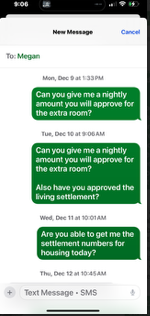 9:06
New Message
Cancel
To: Megan
Mon, Dec 9 at 1:33 PM
Can you give me a nightly
amount you will approve for
the extra room?
Tue, Dec 10 at 9:06 AM
Can you give me a nightly
amount you will approve for
the extra room?
Also have you approved the
living settlement?
Wed, Dec 11 at 10:01 AM
Are you able to get me the
settlement numbers for
housing today?
Thu, Dec 12 at 10:45 AM
Text Message • SMS